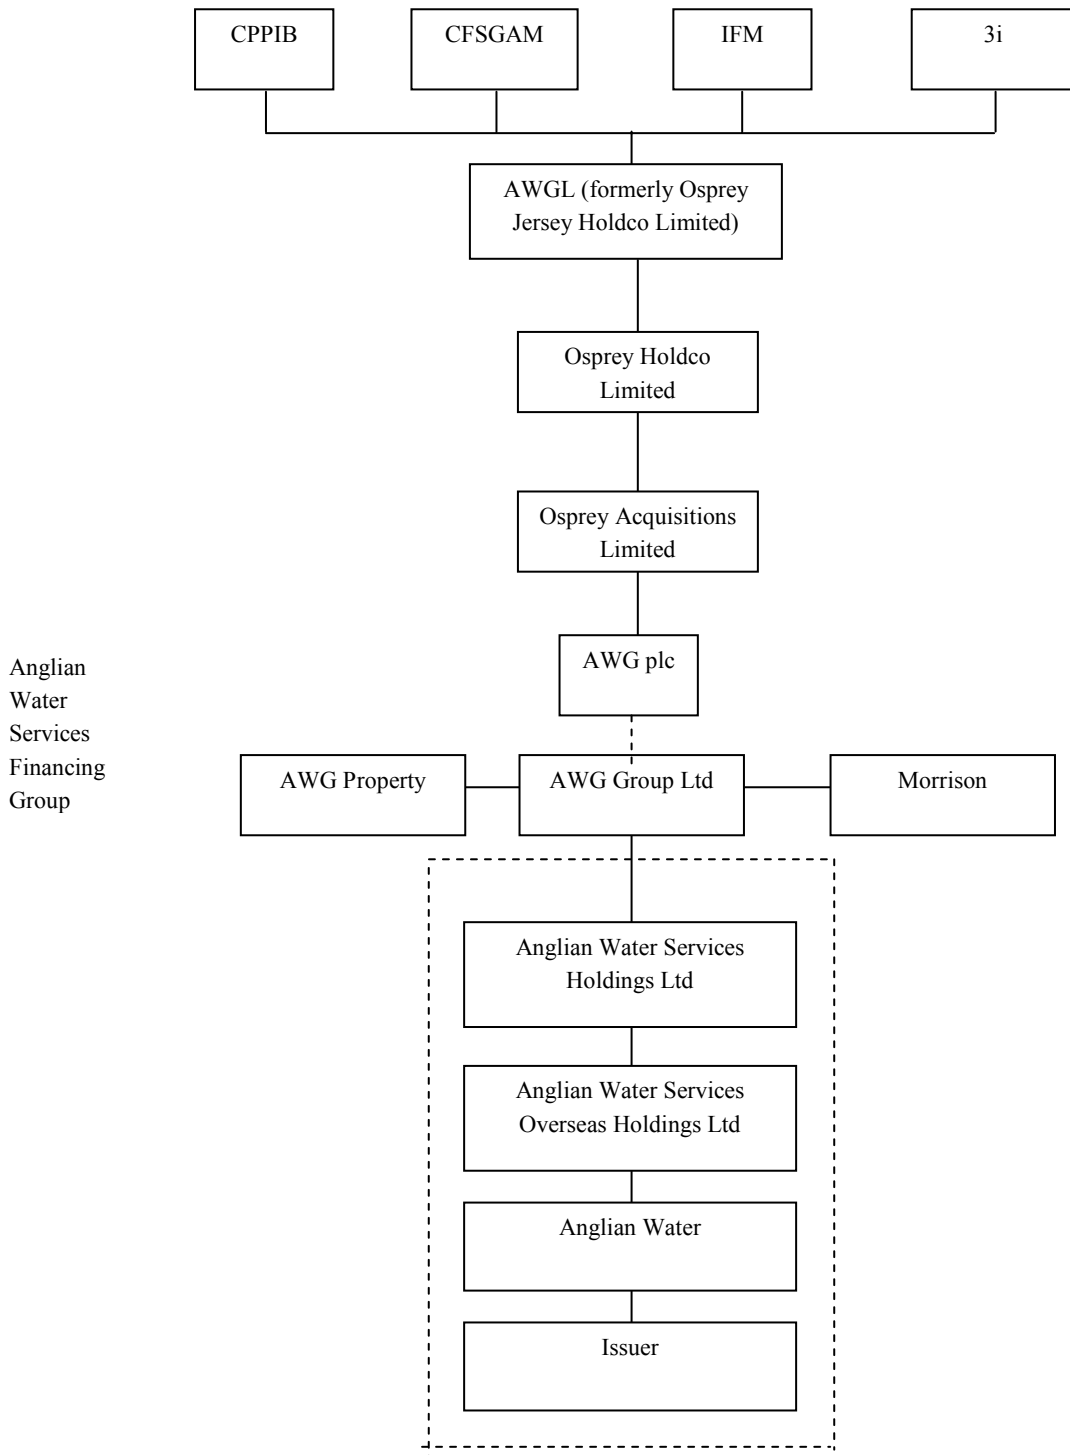 CPPIB
CFSGAM
IFM
3i
AWGL (formerly Osprey
Jersey Holdco Limited)
Osprey Holdco
Limited
Osprey Acquisitions
Limited
AWG plc
Anglian
Water
Services
Financing
Group
AWG Property
AWG Group Ltd
Morrison
Anglian Water Services
Holdings Ltd
Anglian Water Services
Overseas Holdings Ltd
Anglian Water
Issuer